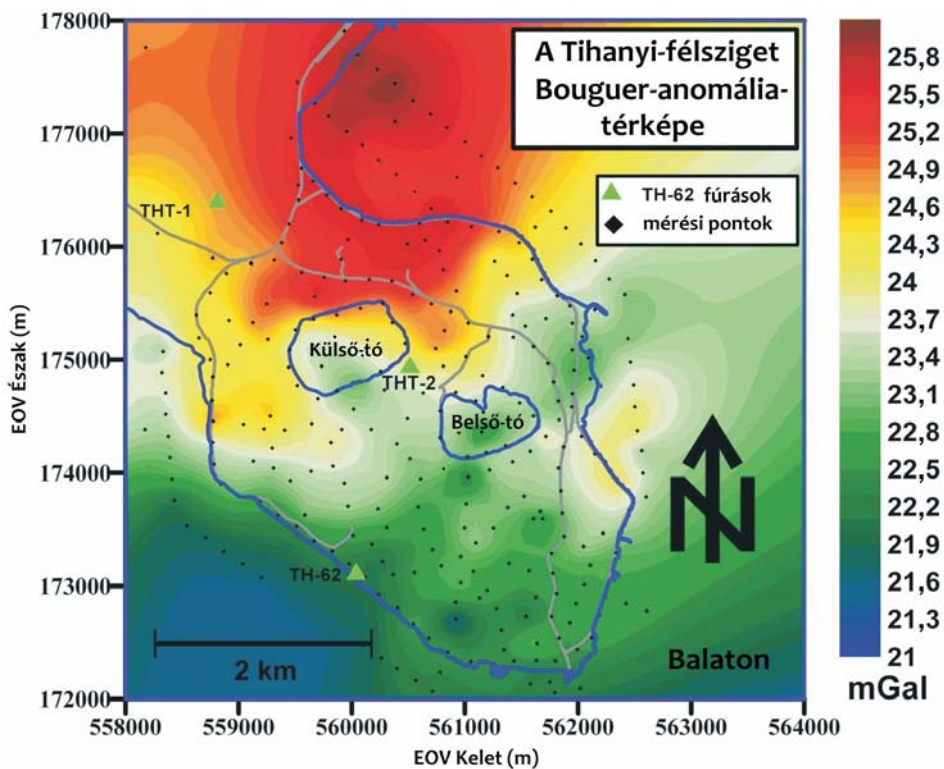 A Tihanyi-félsziget
Bouguer-anomália-
térképe
TH-62 fúrások
mérési pontok
178000
177000
176000
175000
174000
173000
172000
EOV Észak (m)
THT-1
Külső-tó
THT-2
Belső-tó
TH-62
2 km
Balaton
N
558000 559000 560000 561000 562000 563000 564000
EOV Kelet (m)
25,8
25,5
25,2
24,9
24,6
24,3
24
23,7
23,4
23,1
22,8
22,5
22,2
21,9
21,6
21,3
21
mGal